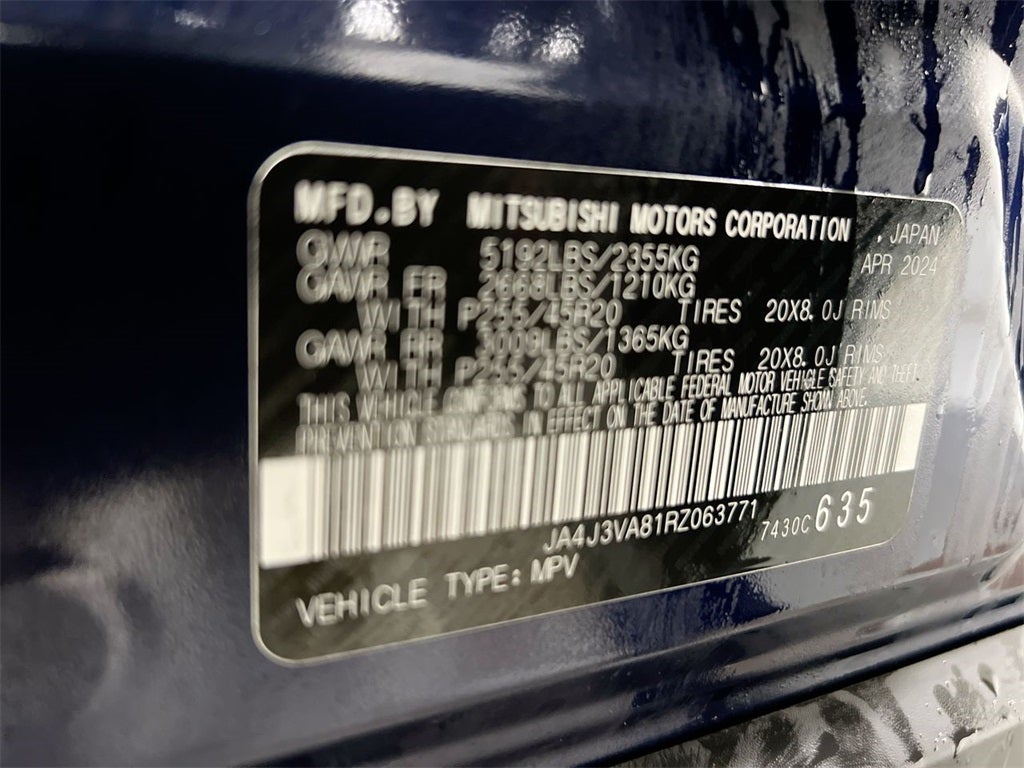 MFD.BY MITSUBISHI MOTORS CORPORATION
. JAPAN
GVWR 5192LBS/2355KG
APR 2024
GAWR FR 2668LBS/1210KG
WITH P255/45R20 TIRES 20X8.0J RIMS
GAWR RR 3009LBS/1365KG
WITH P255/45R20 TIRES 20X8.0J RIMS
THIS VEHICLE CONFORMS TO ALL APPLICABLE FEDERAL MOTOR VEHICLE SAFETY AND THEFT
PREVENTION STANDARDS IN EFFECT ON THE DATE OF MANUFACTURE SHOWN ABOVE.
JA4J3VA81RZ063771
7430C 635
VEHICLE TYPE: MPV